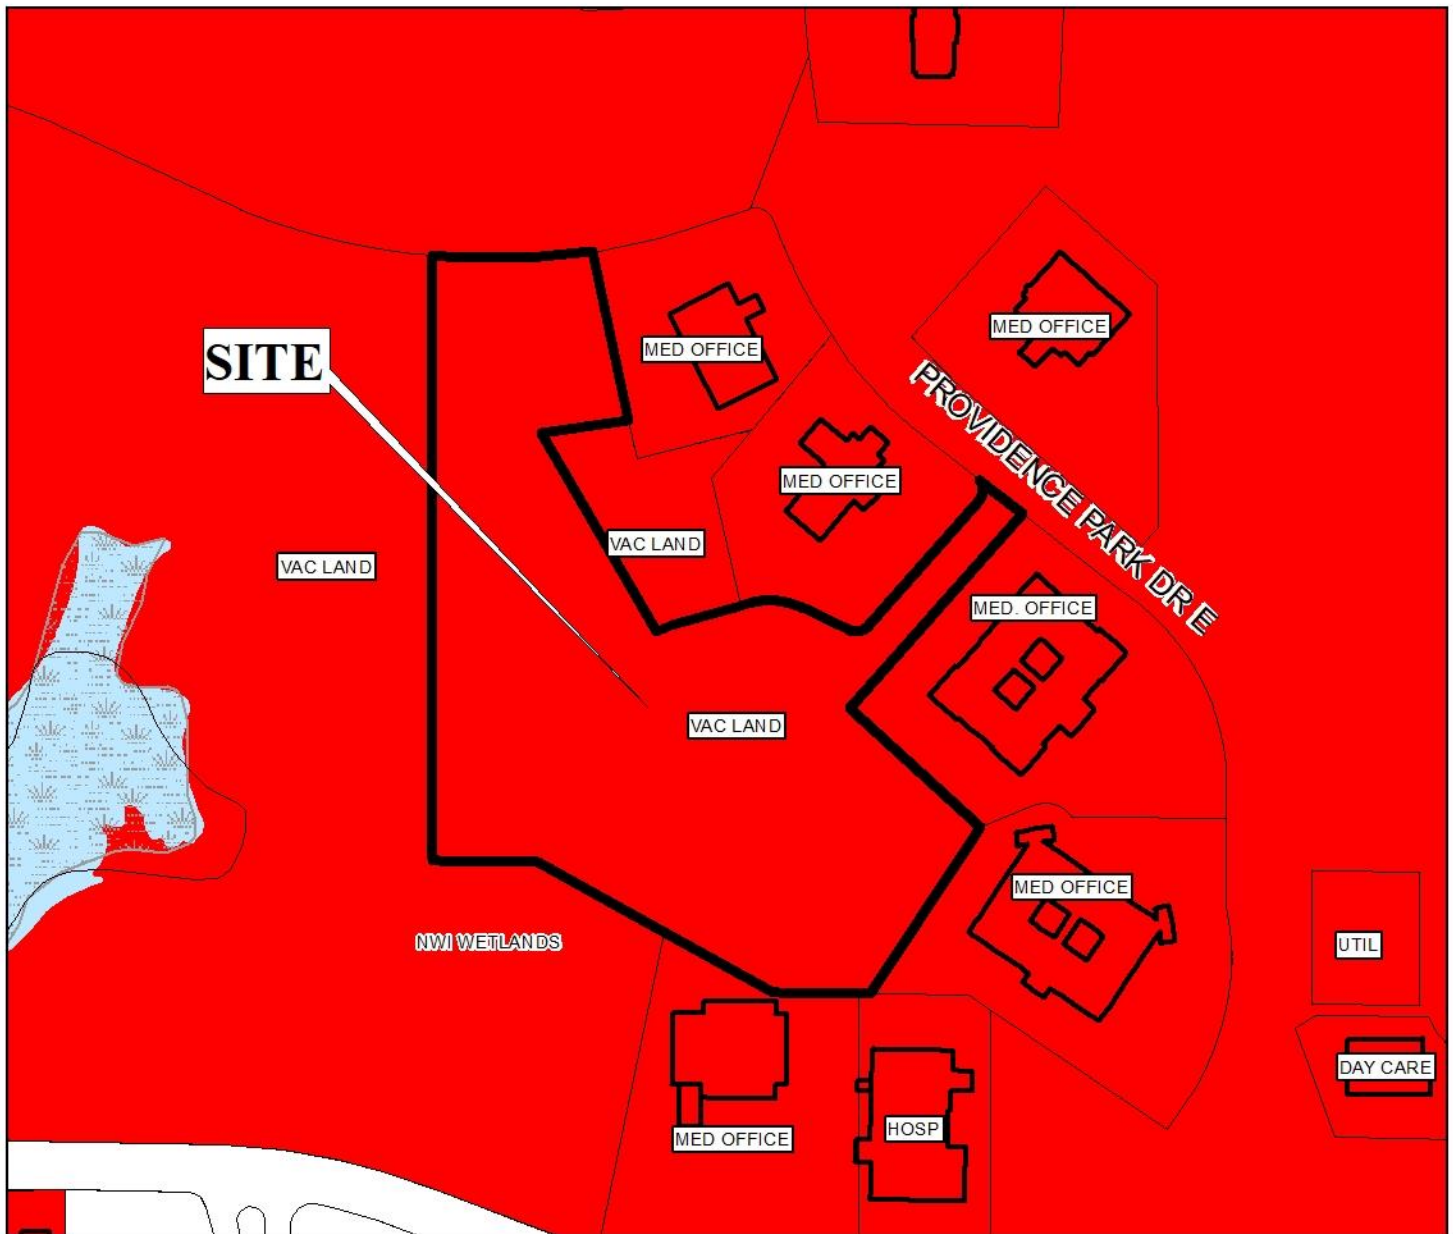 MED OFFICE
SITE
MED OFFICE
PROVIDENCE PARK DR E
MED OFFICE
VAC LAND
VAC LAND
MED. OFFICE
VAC LAND
MED OFFICE
NWI WETLANDS
UTIL
DAY CARE
HOSP
MED OFFICE